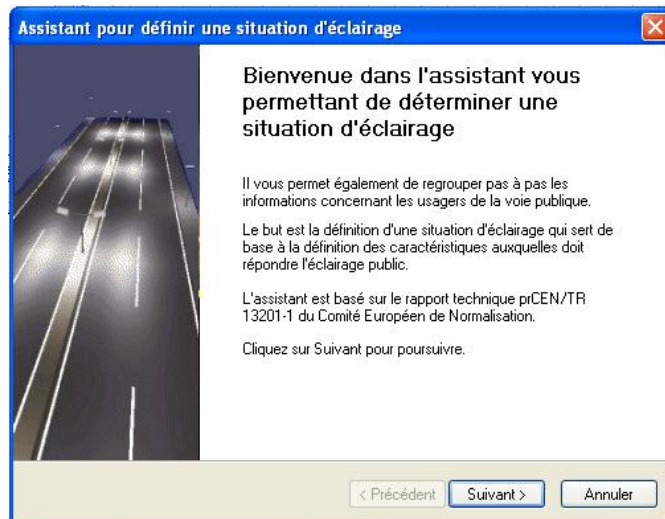 Assistant pour définir une situation d'éclairage
Bienvenue dans l'assistant vous
permettant de déterminer une
situation d'éclairage
Il vous permet également de regrouper pas à pas les
informations concernant les usagers de la voie publique.
Le but est la définition d'une situation d'éclairage qui sert de
base à la définition des caractéristiques auxquelles doit
répondre l'éclairage public.
L'assistant est basé sur le rapport technique prCEN/TR
13201-1 du Comité Européen de Normalisation.
Cliquez sur Suivant pour poursuivre.
< Précédent Suivant > Annuler